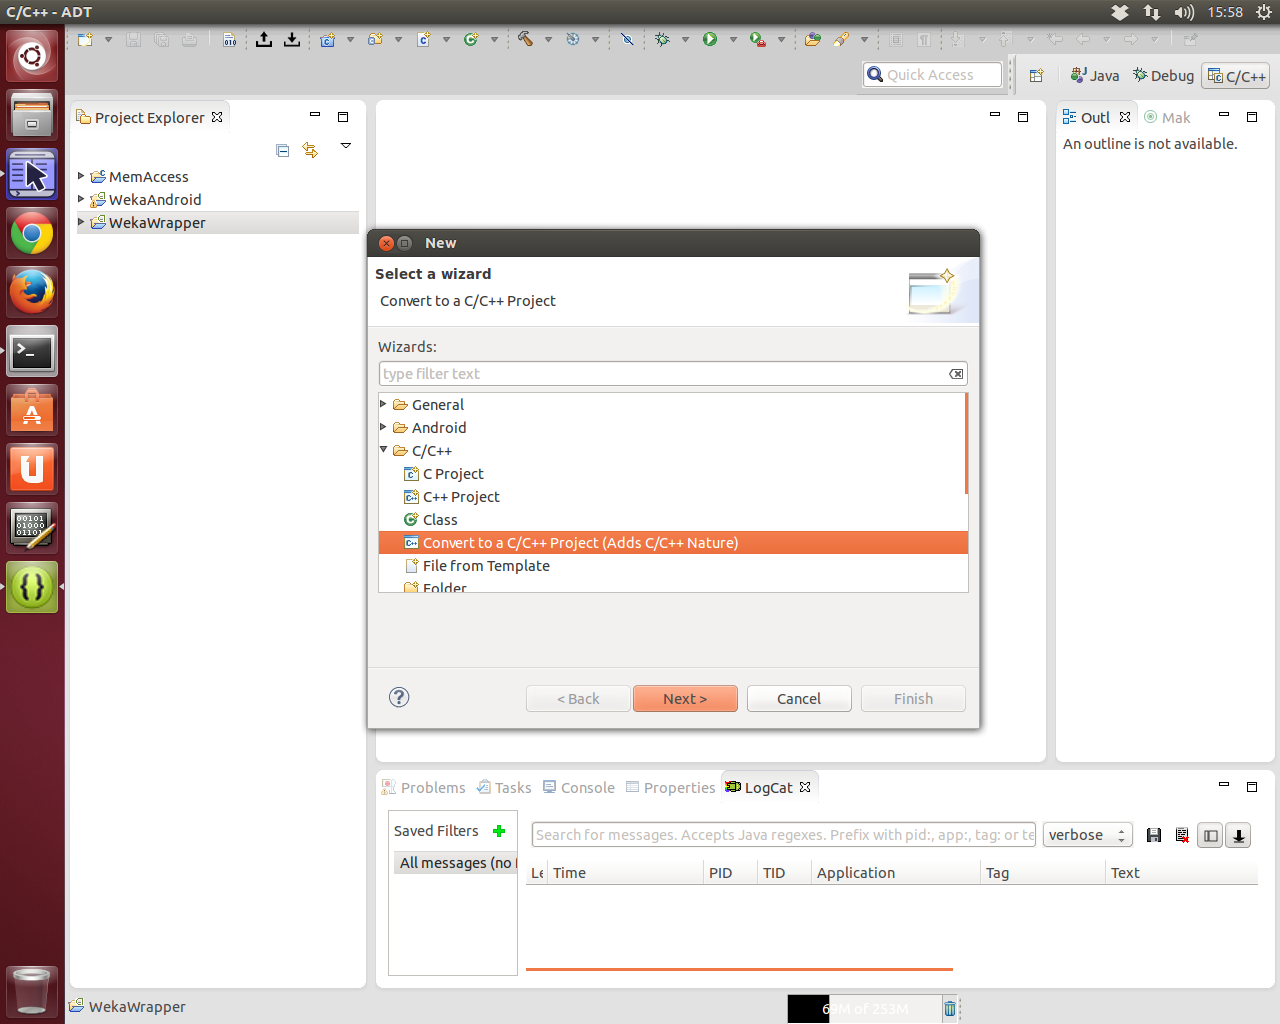 C/C++ - ADT
15:58
Quick Access
Java
Debug
C/C++
Project Explorer
MemAccess
WekaAndroid
WekaWrapper
Outl
Mak
An outline is not available.
New
Select a wizard
Convert to a C/C++ Project
Wizards:
type filter text
General
Android
C/C++
C Project
C++ Project
Class
Convert to a C/C++ Project (Adds C/C++ Nature)
File from Template
Folder
< Back
Next >
Cancel
Finish
Problems
Tasks
Console
Properties
LogCat
Saved Filters
All messages (no
Search for messages. Accepts Java regexes. Prefix with pid:, app:, tag: or te
verbose
Le
Time
PID
TID
Application
Tag
Text
WekaWrapper
69M of 253M